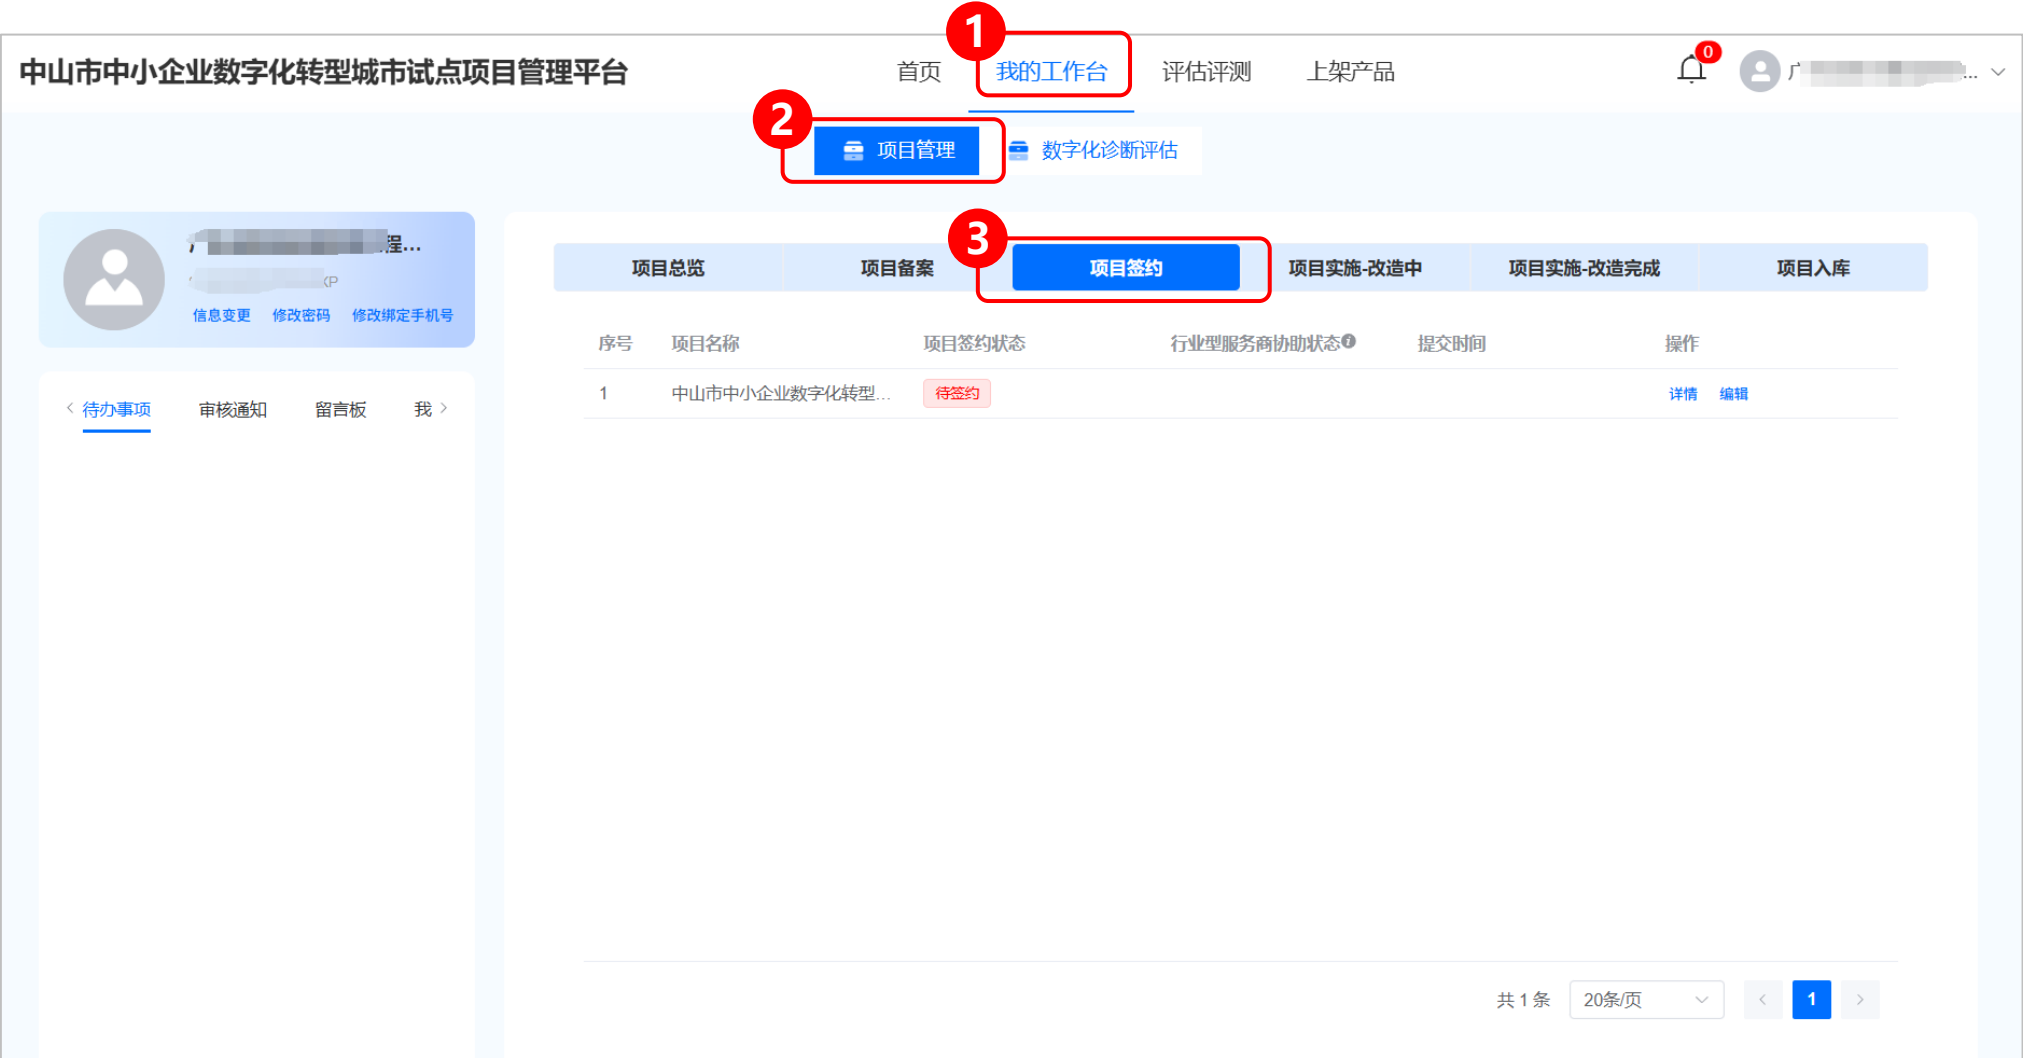 1
中山市中小企业数字化转型城市试点项目管理平台
首页 我的工作台 评估评测 上架产品
0
...
2
项目管理 数字化诊断评估
程...
信息变更 修改密码 修改绑定手机号
待办事项 审核通知 留言板 我
3
项目总览 项目备案 项目签约 项目实施-改造中 项目实施-改造完成 项目入库
序号 项目名称 项目签约状态 行业型服务商协助状态 提交时间 操作
1 中山市中小企业数字化转型... 待签约 详情 编辑
共 1 条 20条/页 1